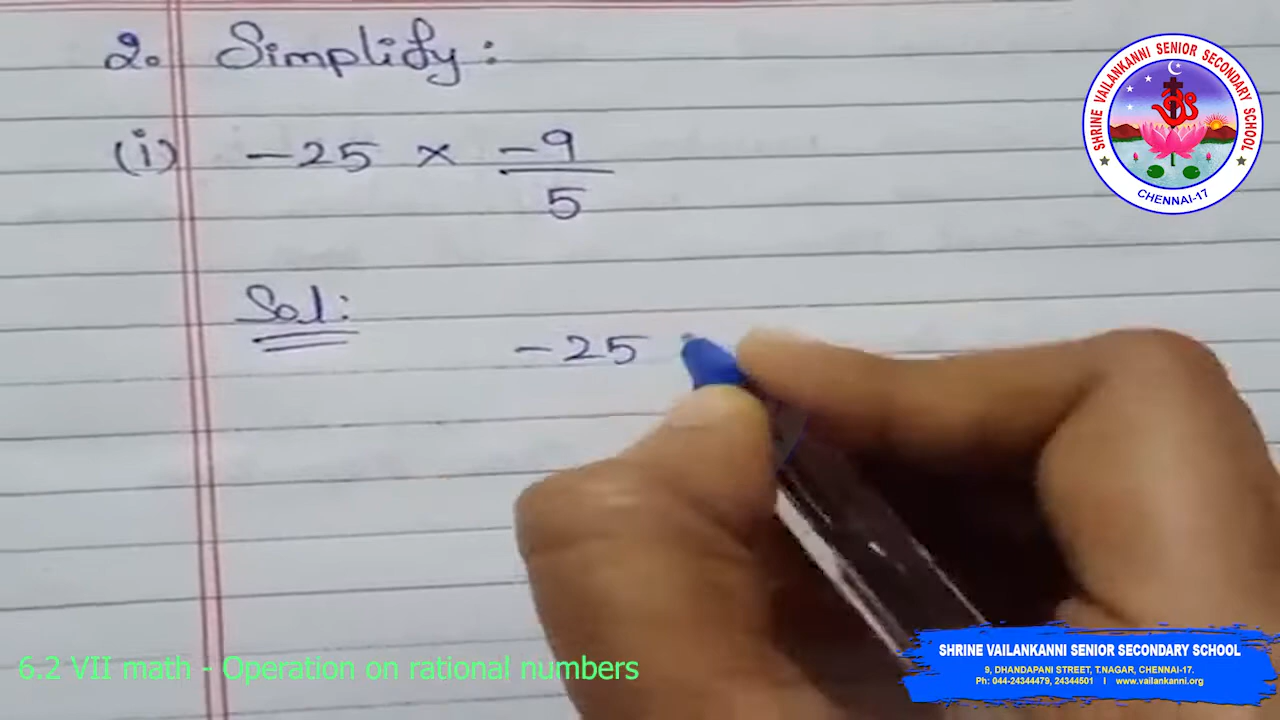 2. Simplify:
(i) -25 × -9/5
Sol:
-25
SHRINE VAILANKANNI SENIOR SECONDARY SCHOOL
CHENNAI-17
6.2 VII math - Operation on rational numbers
SHRINE VAILANKANNI SENIOR SECONDARY SCHOOL
9, DHANDAPANI STREET, T.NAGAR, CHENNAI-17.
Ph: 044-24344479, 24344501 I www.vailankanni.org